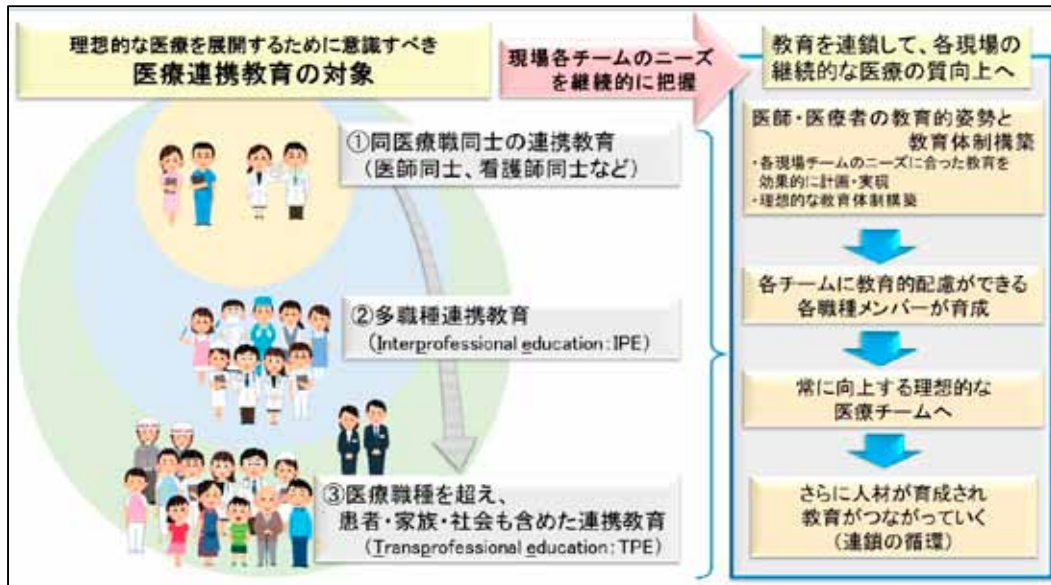 理想的な医療を展開するために意識すべき
医療連携教育の対象
現場各チームのニーズ
を継続的に把握
教育を連鎖して、各現場の
継続的な医療の質向上へ
①同医療職同士の連携教育
(医師同士、看護師同士など)
②多職種連携教育
(Interprofessional education:IPE)
③医療職種を超え、
患者・家族・社会も含めた連携教育
(Transprofessional education:TPE)
医師・医療者の教育的姿勢と
教育体制構築
・各現場チームのニーズに合った教育を
効果的に計画・実現
・理想的な教育体制構築
各チームに教育的配慮ができる
各職種メンバーが育成
常に向上する理想的な
医療チームへ
さらに人材が育成され
教育がつながっていく
(連鎖の循環)